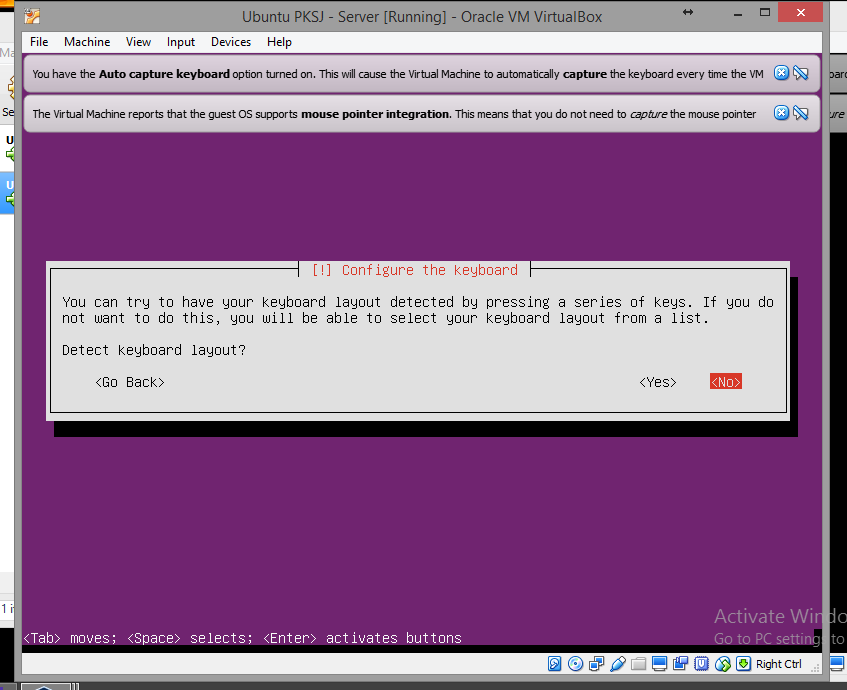 Ubuntu PKSJ - Server [Running] - Oracle VM VirtualBox
File Machine View Input Devices Help
You have the Auto capture keyboard option turned on. This will cause the Virtual Machine to automatically capture the keyboard every time the VM
The Virtual Machine reports that the guest OS supports mouse pointer integration. This means that you do not need to capture the mouse pointer
[!] Configure the keyboard
You can try to have your keyboard layout detected by pressing a series of keys. If you do
not want to do this, you will be able to select your keyboard layout from a list.
Detect keyboard layout?
<Go Back> <Yes> <No>
Activate Windo
Go to PC settings to
<Tab> moves; <Space> selects; <Enter> activates buttons
Right Ctrl